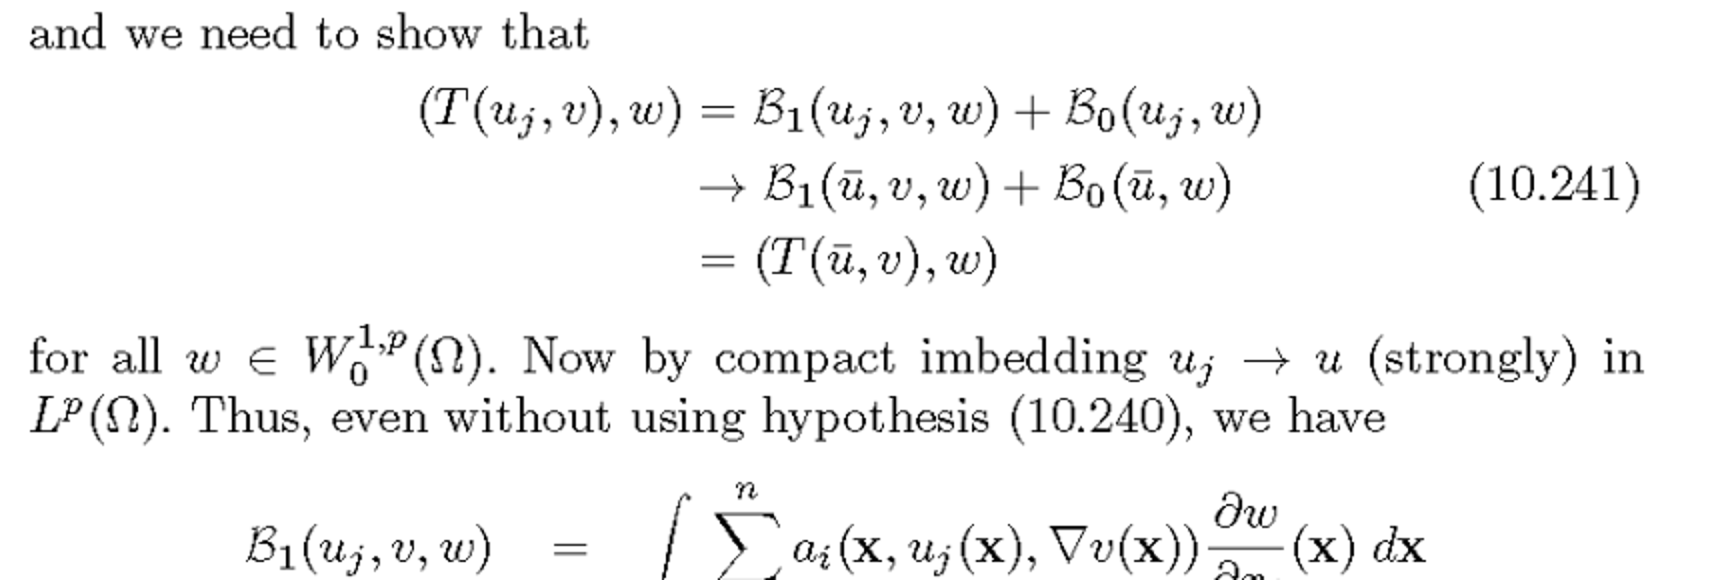 and we need to show that
(T(u_j, v), w) = B_1(u_j, v, w) + B_0(u_j, w)
→ B_1(ū, v, w) + B_0(ū, w) (10.241)
= (T(ū, v), w)
for all w ∈ W_0^{1,p}(Ω). Now by compact imbedding u_j → u (strongly) in
L^p(Ω). Thus, even without using hypothesis (10.240), we have
B_1(u_j, v, w) = ∫ ∑^n a_i(x, u_j(x), ∇v(x)) ∂w/∂x (x) dx